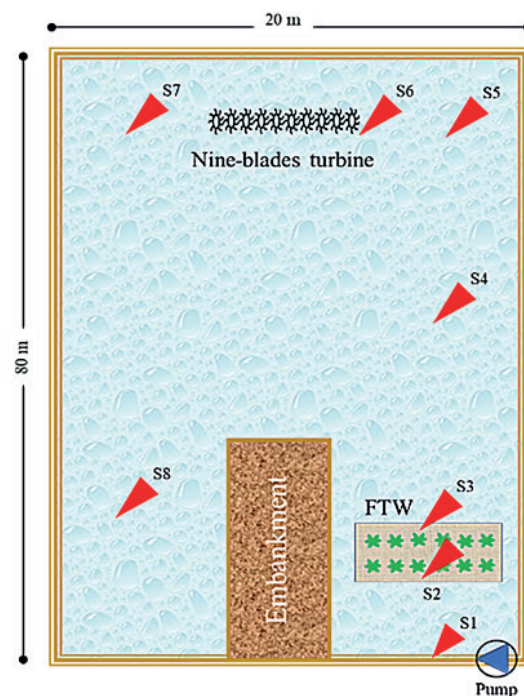 20 m
S7
S6
S5
Nine-blades turbine
S4
80 m
S8
S3
FTW
Embankment
S2
S1
Pump